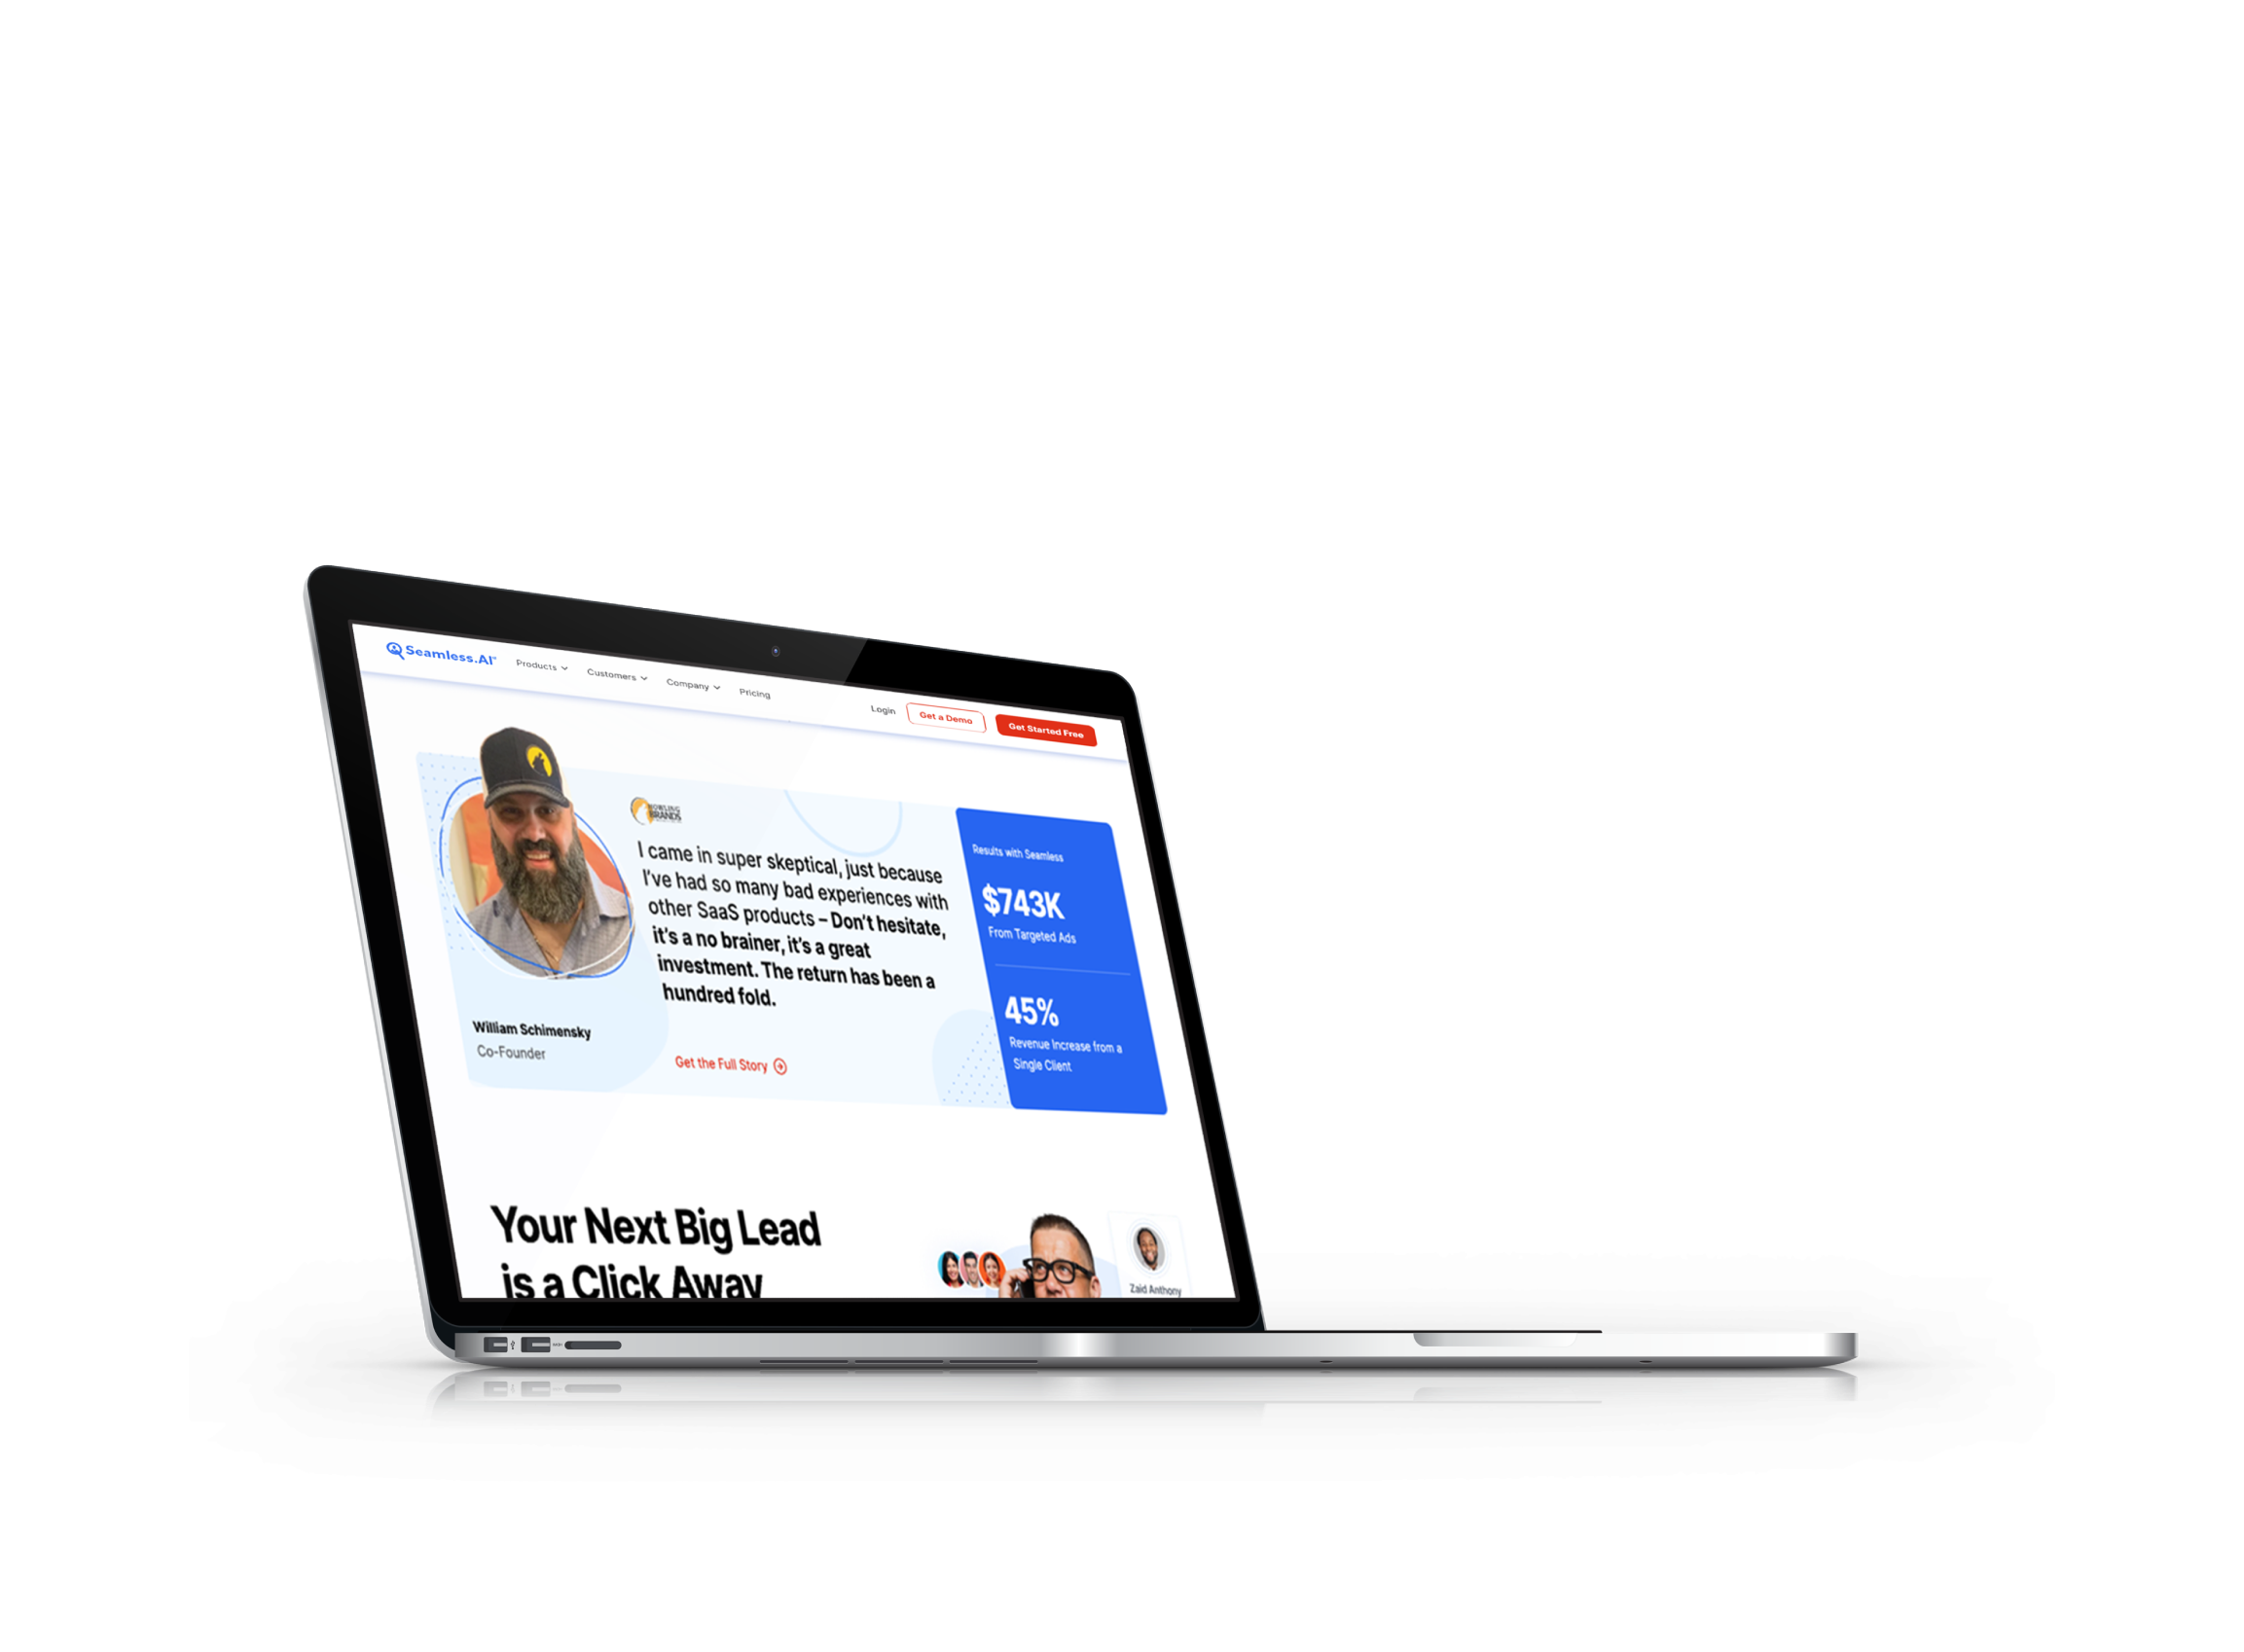 Seamless.AI
Products
Customers
Company
Pricing
Login
Get a Demo
Get Started Free
HOWLING
BRANDS
I came in super skeptical, just because
I've had so many bad experiences with
other SaaS products – Don't hesitate,
it's a no brainer, it's a great
investment. The return has been a
hundred fold.
William Schimensky
Co-Founder
Get the Full Story
Results with Seamless
$743K
From Targeted Ads
45%
Revenue Increase from a
Single Client
Your Next Big Lead
is a Click Away
Zaid Anthony